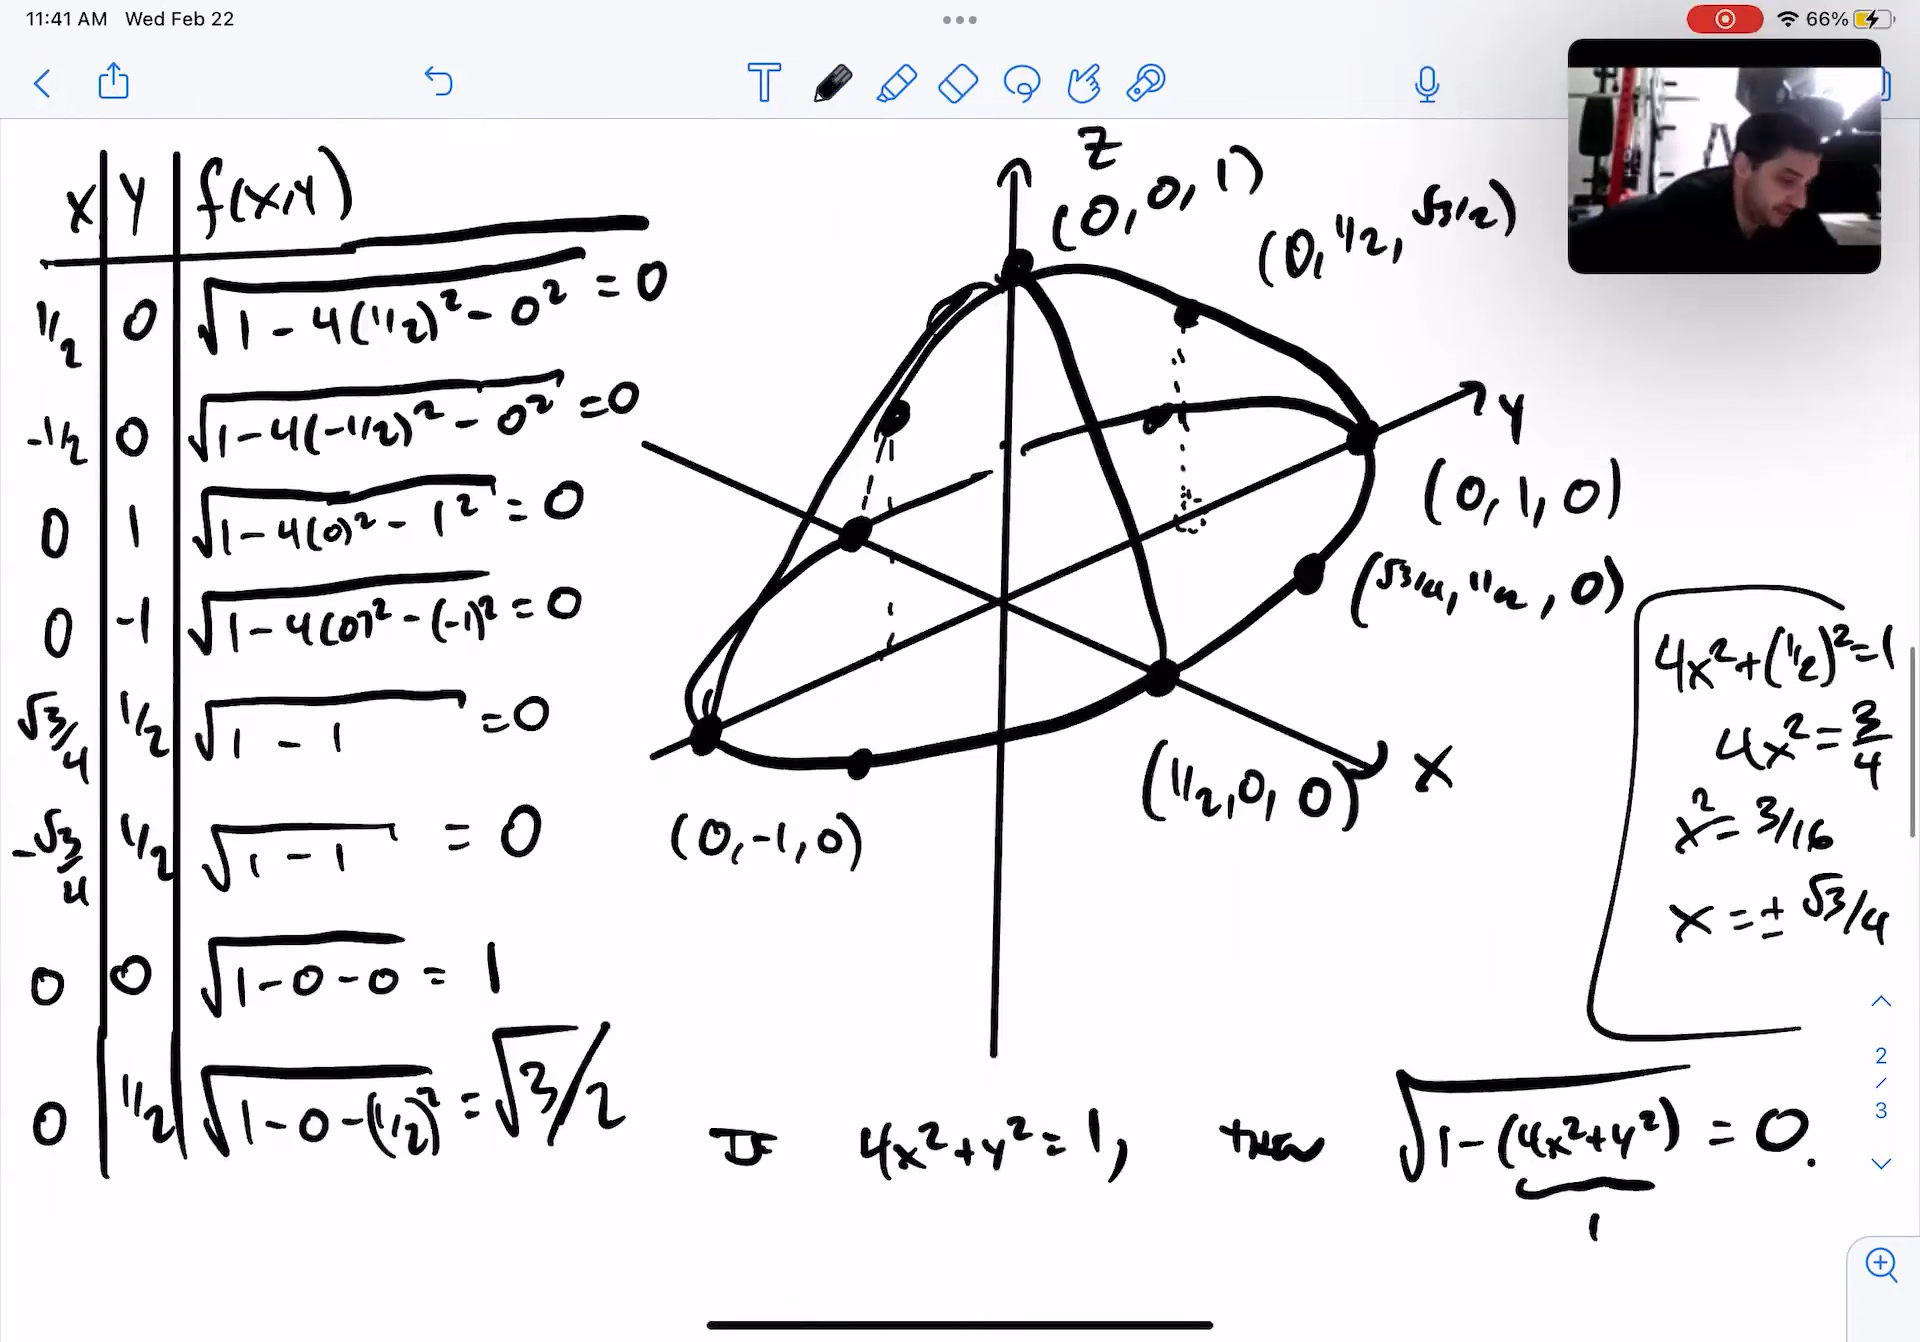 11:41 AM Wed Feb 22
66%
x y f(x,y)
1/2 0 √(1-4(1/2)²-0²) = 0
-1/2 0 √(1-4(-1/2)²-0²) = 0
0 1 √(1-4(0)²-1²) = 0
0 -1 √(1-4(0)²-(-1)²) = 0
√3/4 1/2 √(1-1) = 0
-√3/4 1/2 √(1-1) = 0
0 0 √(1-0-0) = 1
0 1/2 √(1-0-(1/2)²) = √3/2
z
(0,0,1)
(0,1/2,√3/2)
y
(0,1,0)
(√3/4,1/2,0)
x
(1/2,0,0)
(0,-1,0)
4x²+(1/2)²=1
4x²=3/4
x²=3/16
x=±√3/4
If 4x²+y²=1, then √(1-(4x²+y²)) = 0.
1
2
/
3